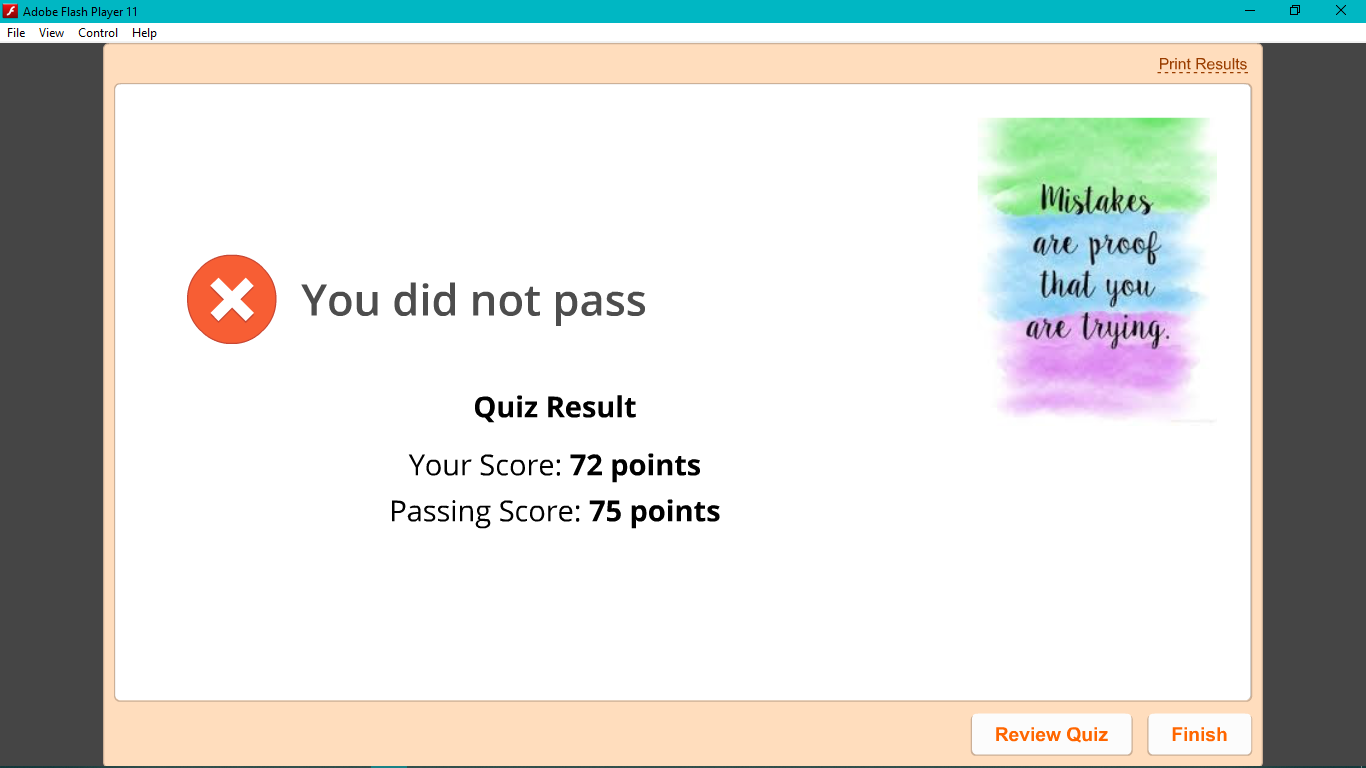 Adobe Flash Player 11
File View Control Help
Print Results
Mistakes
are proof
that you
are trying.
You did not pass
Quiz Result
Your Score: 72 points
Passing Score: 75 points
Review Quiz Finish